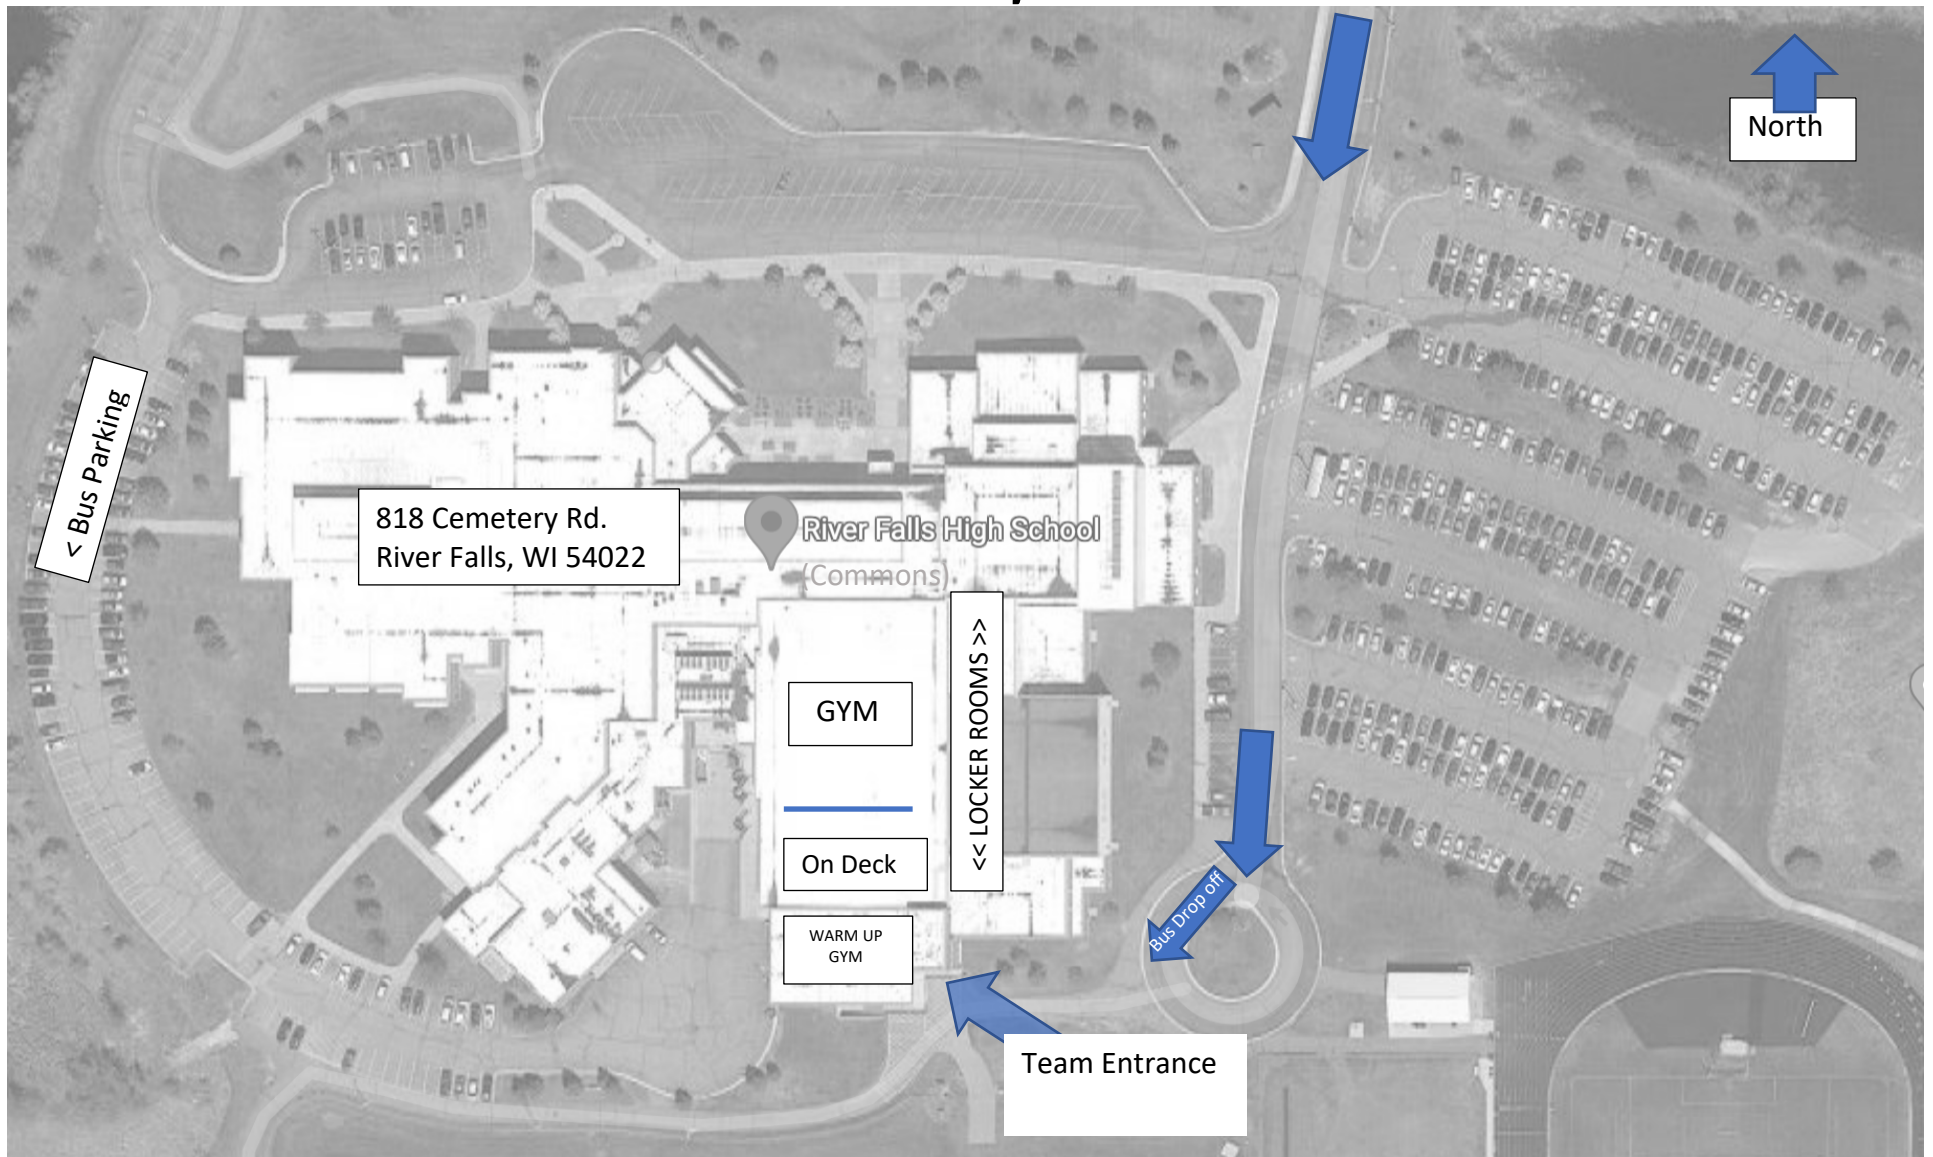 North
< Bus Parking
818 Cemetery Rd.
River Falls, WI 54022
River Falls High School
(Commons)
GYM
<< LOCKER ROOMS >>
On Deck
WARM UP
GYM
Bus Drop off
Team Entrance